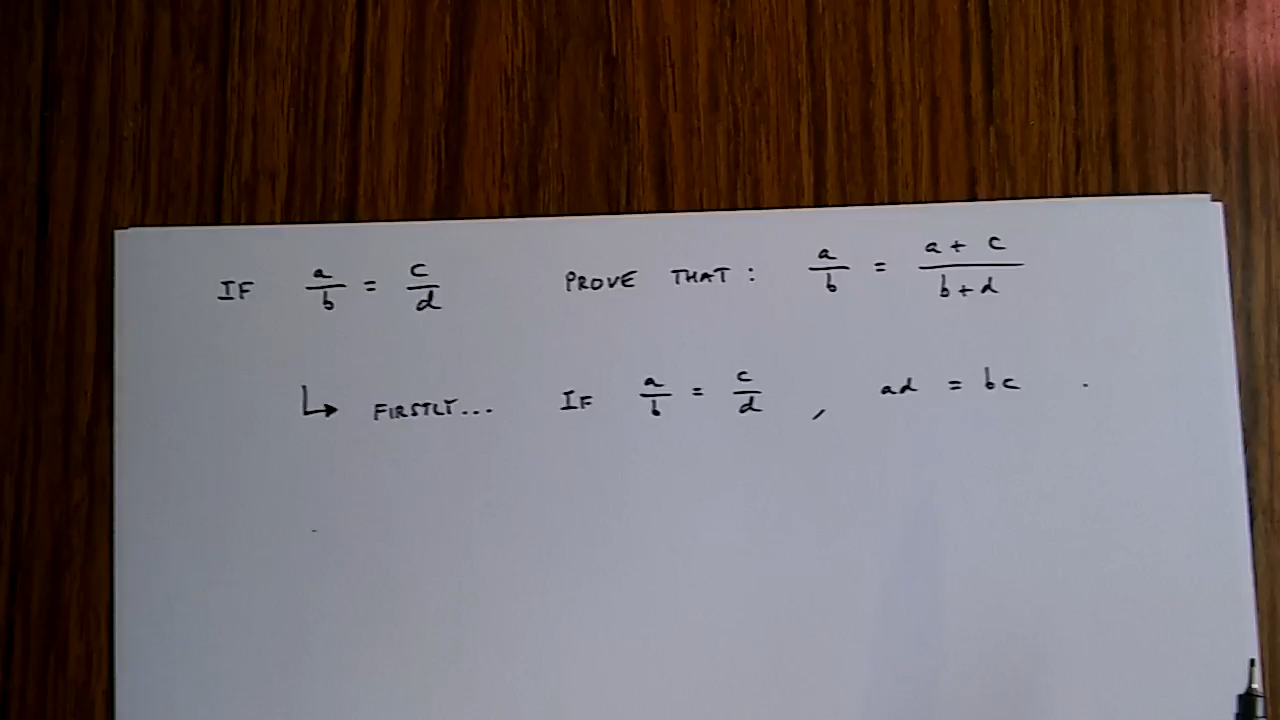 IF a/b = c/d PROVE THAT: a/b = a+c/b+d
↳ FIRSTLY... IF a/b = c/d, ad = bc.